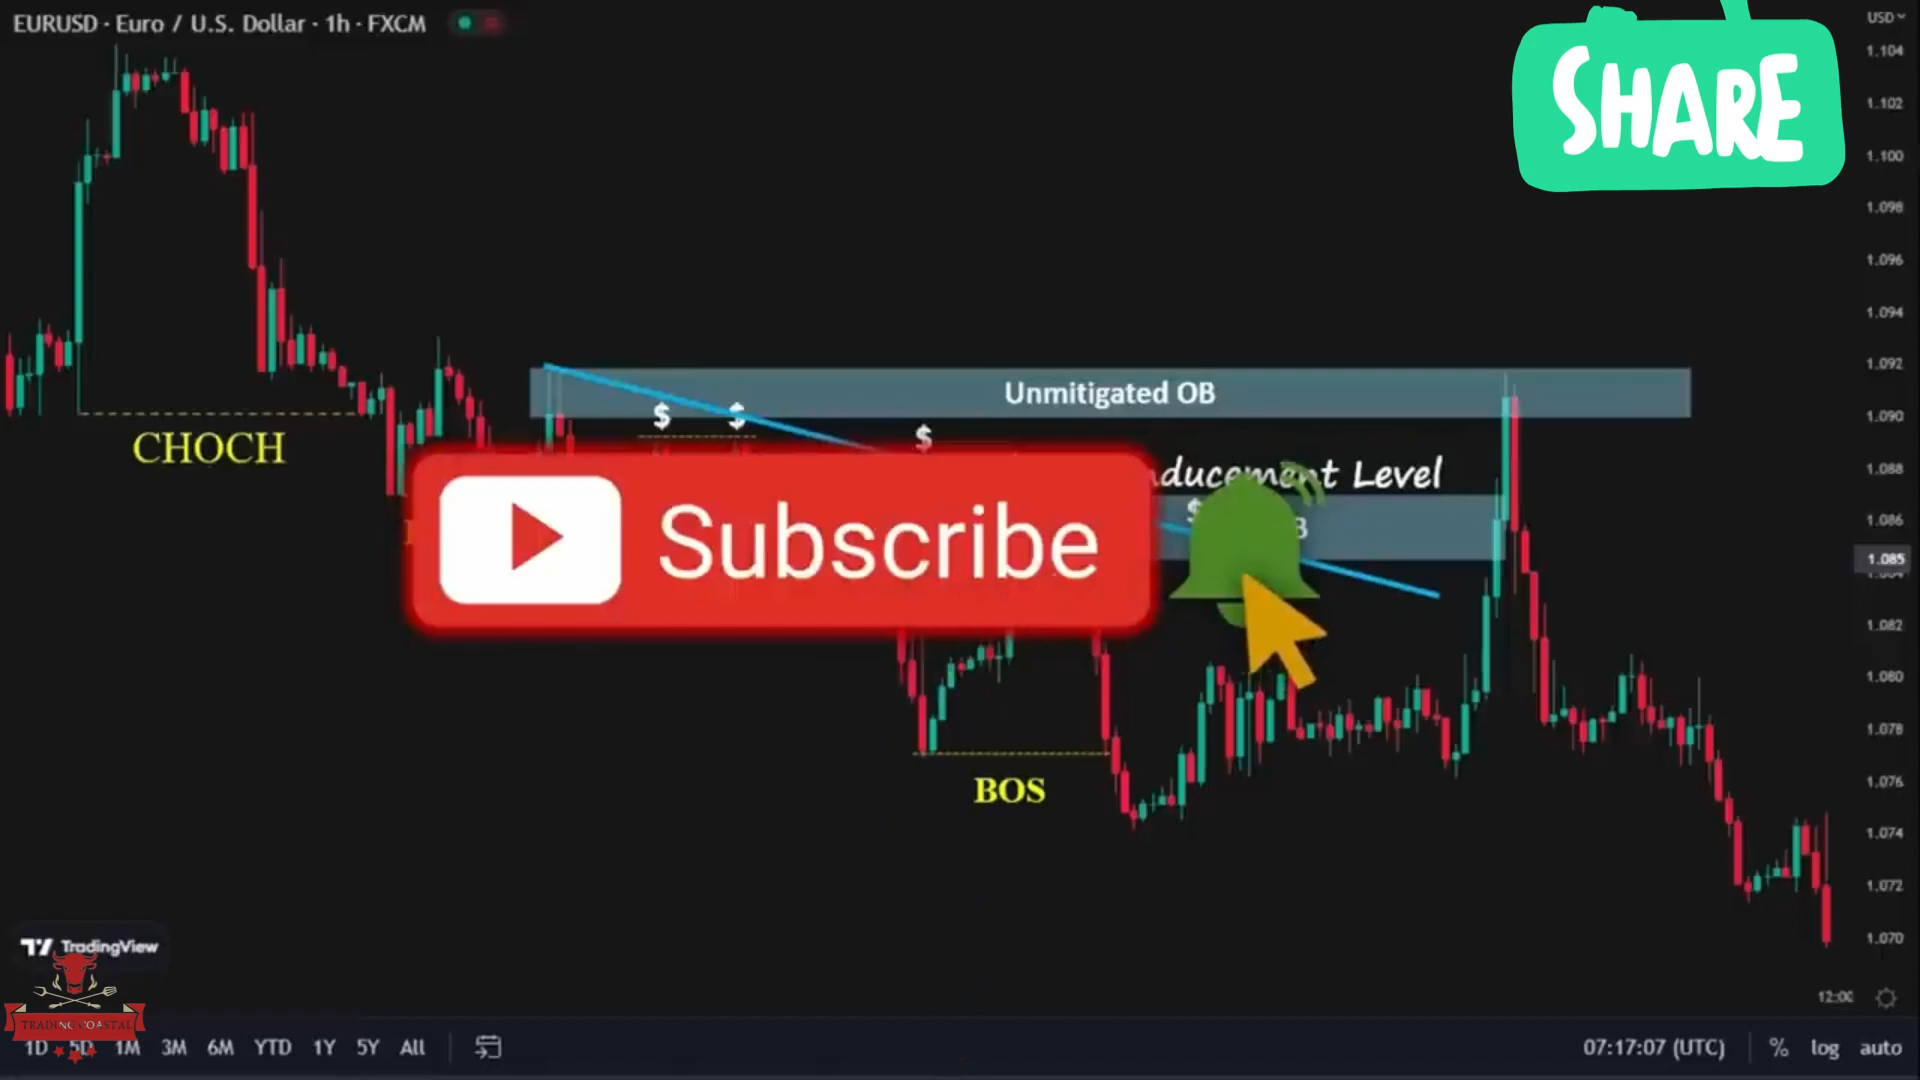 EURUSD · Euro / U.S. Dollar · 1h · FXCM
USD
SHARE
1.104
1.102
1.100
1.098
1.096
1.094
1.092
Unmitigated OB
1.090
$ $
$
CHOCH
1.088
ducement Level
$
1.086
B
Subscribe
1.085
1.082
1.080
1.078
1.076
BOS
1.074
1.072
1.070
TradingView
12:00
TRADING COASTAL
1D 5D 1M 3M 6M YTD 1Y 5Y All
07:17:07 (UTC) % log auto